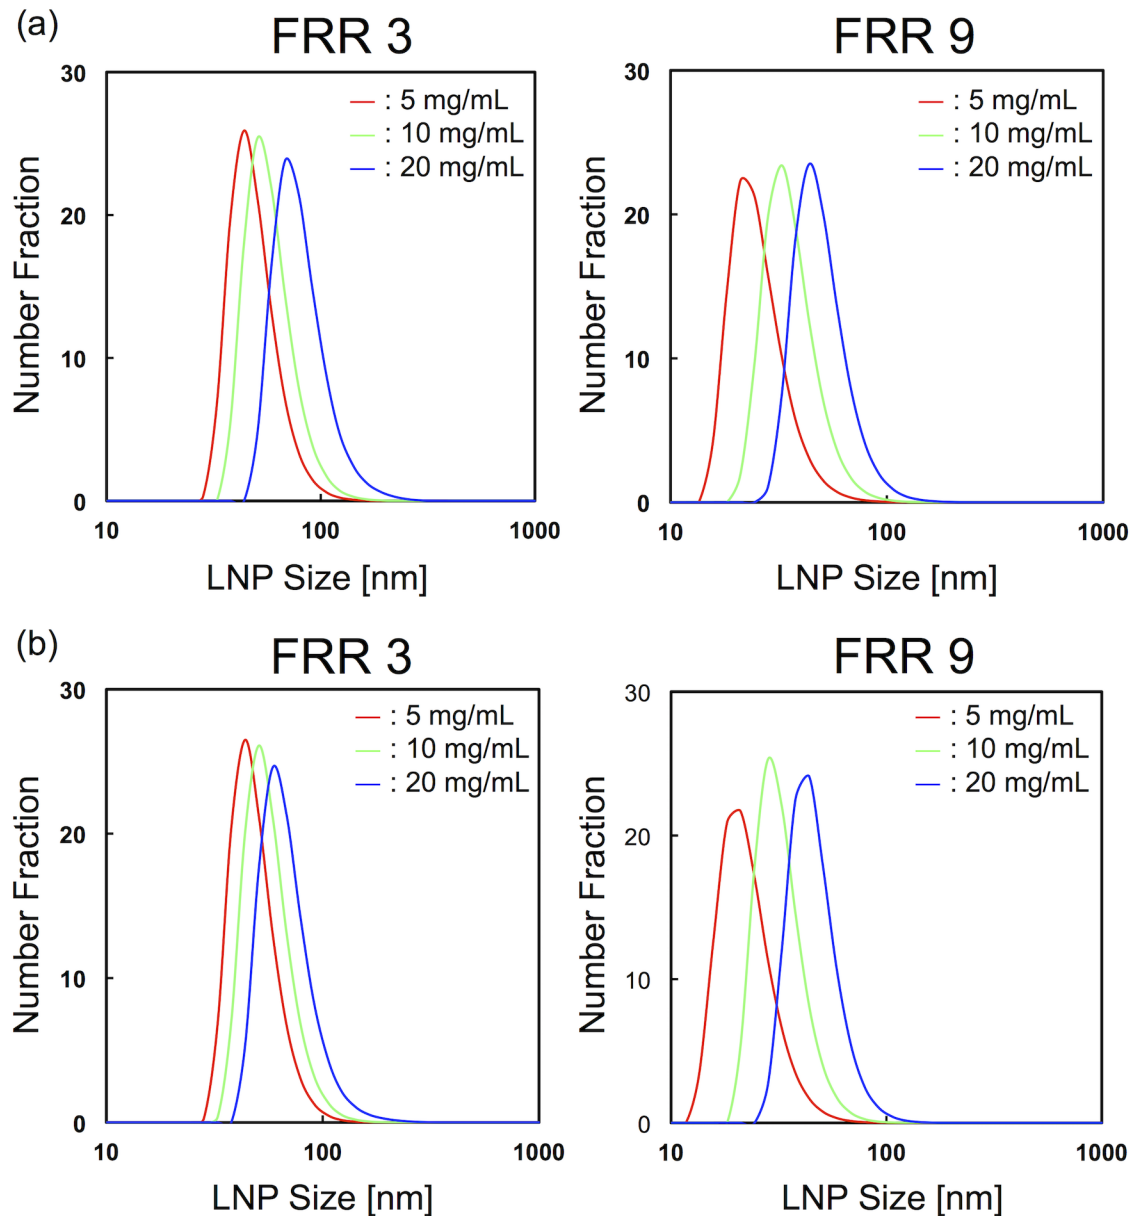 (a)
FRR 3
30
20
10
0
10
100
1000
Number Fraction
LNP Size [nm]
: 5 mg/mL
: 10 mg/mL
: 20 mg/mL
FRR 9
30
20
10
0
10
100
1000
Number Fraction
LNP Size [nm]
: 5 mg/mL
: 10 mg/mL
: 20 mg/mL
(b)
FRR 3
30
20
10
0
10
100
1000
Number Fraction
LNP Size [nm]
: 5 mg/mL
: 10 mg/mL
: 20 mg/mL
FRR 9
30
20
10
0
10
100
1000
Number Fraction
LNP Size [nm]
: 5 mg/mL
: 10 mg/mL
: 20 mg/mL